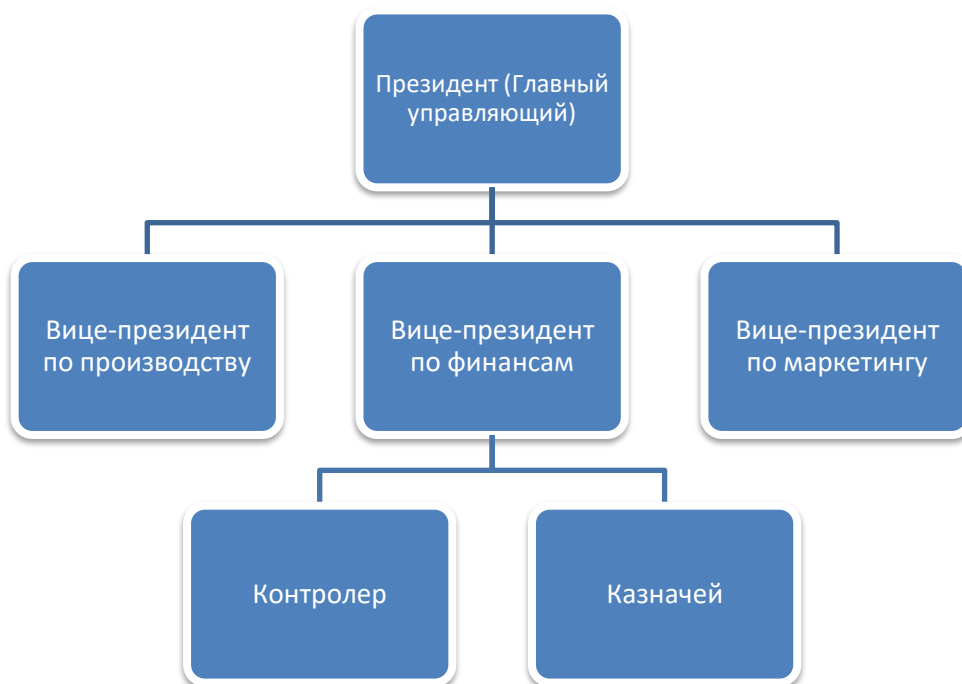 Президент (Главный
управляющий)
Вице-президент
по производству
Вице-президент
по финансам
Вице-президент
по маркетингу
Контролер
Казначей